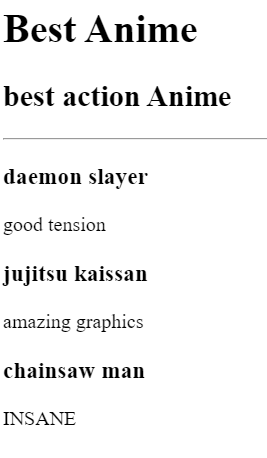 Best Anime
best action Anime
daemon slayer
good tension
jujitsu kaissan
amazing graphics
chainsaw man
INSANE